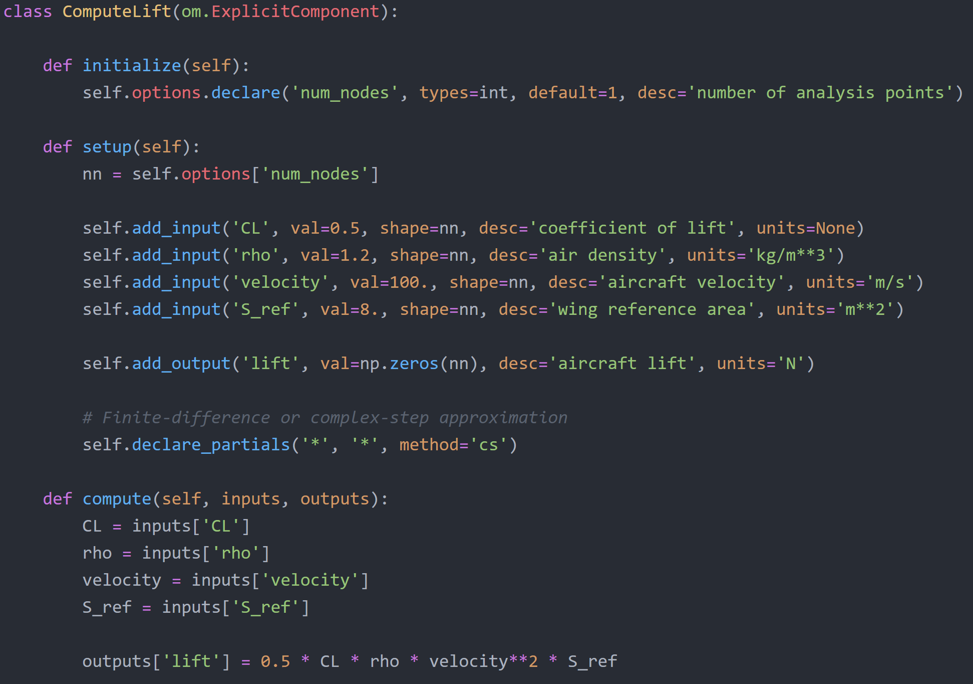 class ComputeLift(om.ExplicitComponent):
    def initialize(self):
        self.options.declare('num_nodes', types=int, default=1, desc='number of analysis points')
    def setup(self):
        nn = self.options['num_nodes']
        self.add_input('CL', val=0.5, shape=nn, desc='coefficient of lift', units=None)
        self.add_input('rho', val=1.2, shape=nn, desc='air density', units='kg/m**3')
        self.add_input('velocity', val=100., shape=nn, desc='aircraft velocity', units='m/s')
        self.add_input('S_ref', val=8., shape=nn, desc='wing reference area', units='m**2')
        self.add_output('lift', val=np.zeros(nn), desc='aircraft lift', units='N')
        # Finite-difference or complex-step approximation
        self.declare_partials('*', '*', method='cs')
    def compute(self, inputs, outputs):
        CL = inputs['CL']
        rho = inputs['rho']
        velocity = inputs['velocity']
        S_ref = inputs['S_ref']
        outputs['lift'] = 0.5 * CL * rho * velocity**2 * S_ref